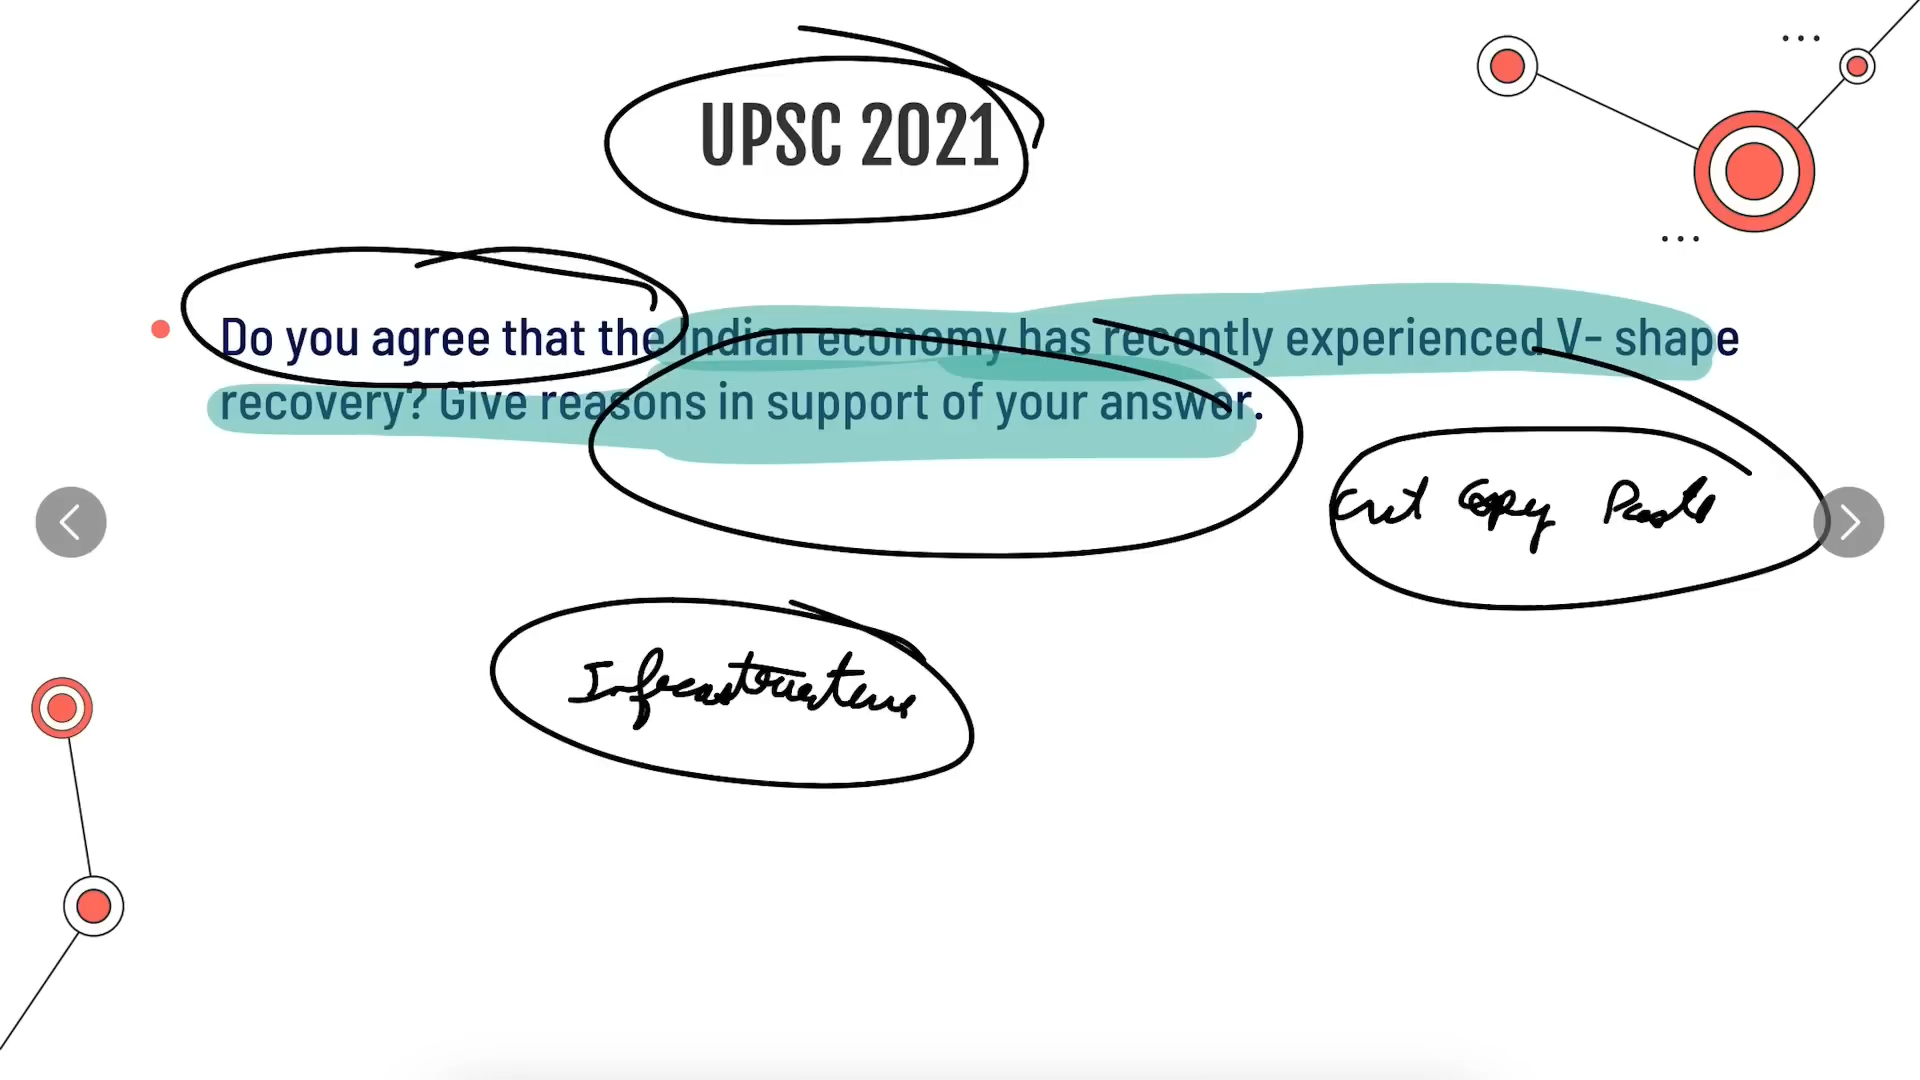 UPSC 2021
Do you agree that the Indian economy has recently experienced V- shape
recovery? Give reasons in support of your answer.
Cut Copy Paste
Infrastructure